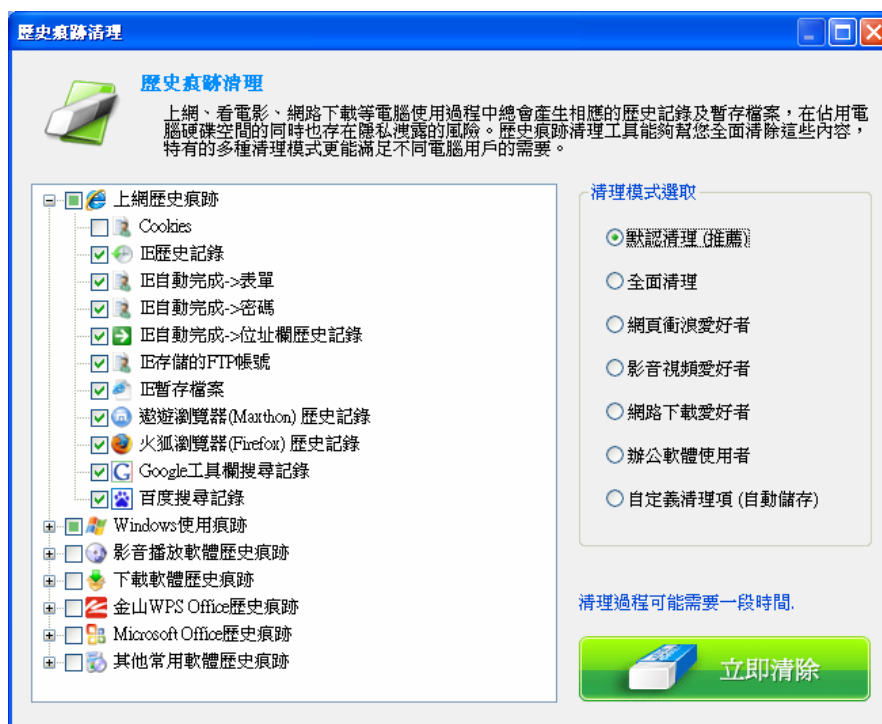 歷史痕跡清理
歷史痕跡清理
上網、看電影、網路下載等電腦使用過程中總會產生相應的歷史記錄及暫存檔案，在佔用電
腦硬碟空間的同時也存在隱私洩露的風險。歷史痕跡清理工具能夠幫您全面清除這些內容，
特有的多種清理模式更能滿足不同電腦用戶的需要。
上網歷史痕跡
Cookies
IE歷史記錄
IE自動完成->表單
IE自動完成->密碼
IE自動完成->位址欄歷史記錄
IE存儲的FTP帳號
IE暫存檔案
遨遊瀏覽器(Maxthon) 歷史記錄
火狐瀏覽器(Firefox) 歷史記錄
Google工具欄搜尋記錄
百度搜尋記錄
Windows使用痕跡
影音播放軟體歷史痕跡
下載軟體歷史痕跡
金山WPS Office歷史痕跡
Microsoft Office歷史痕跡
其他常用軟體歷史痕跡
清理模式選取
默認清理 (推薦)
全面清理
網頁衝浪愛好者
影音視頻愛好者
網路下載愛好者
辦公軟體使用者
自定義清理項 (自動儲存)
清理過程可能需要一段時間.
立即清除